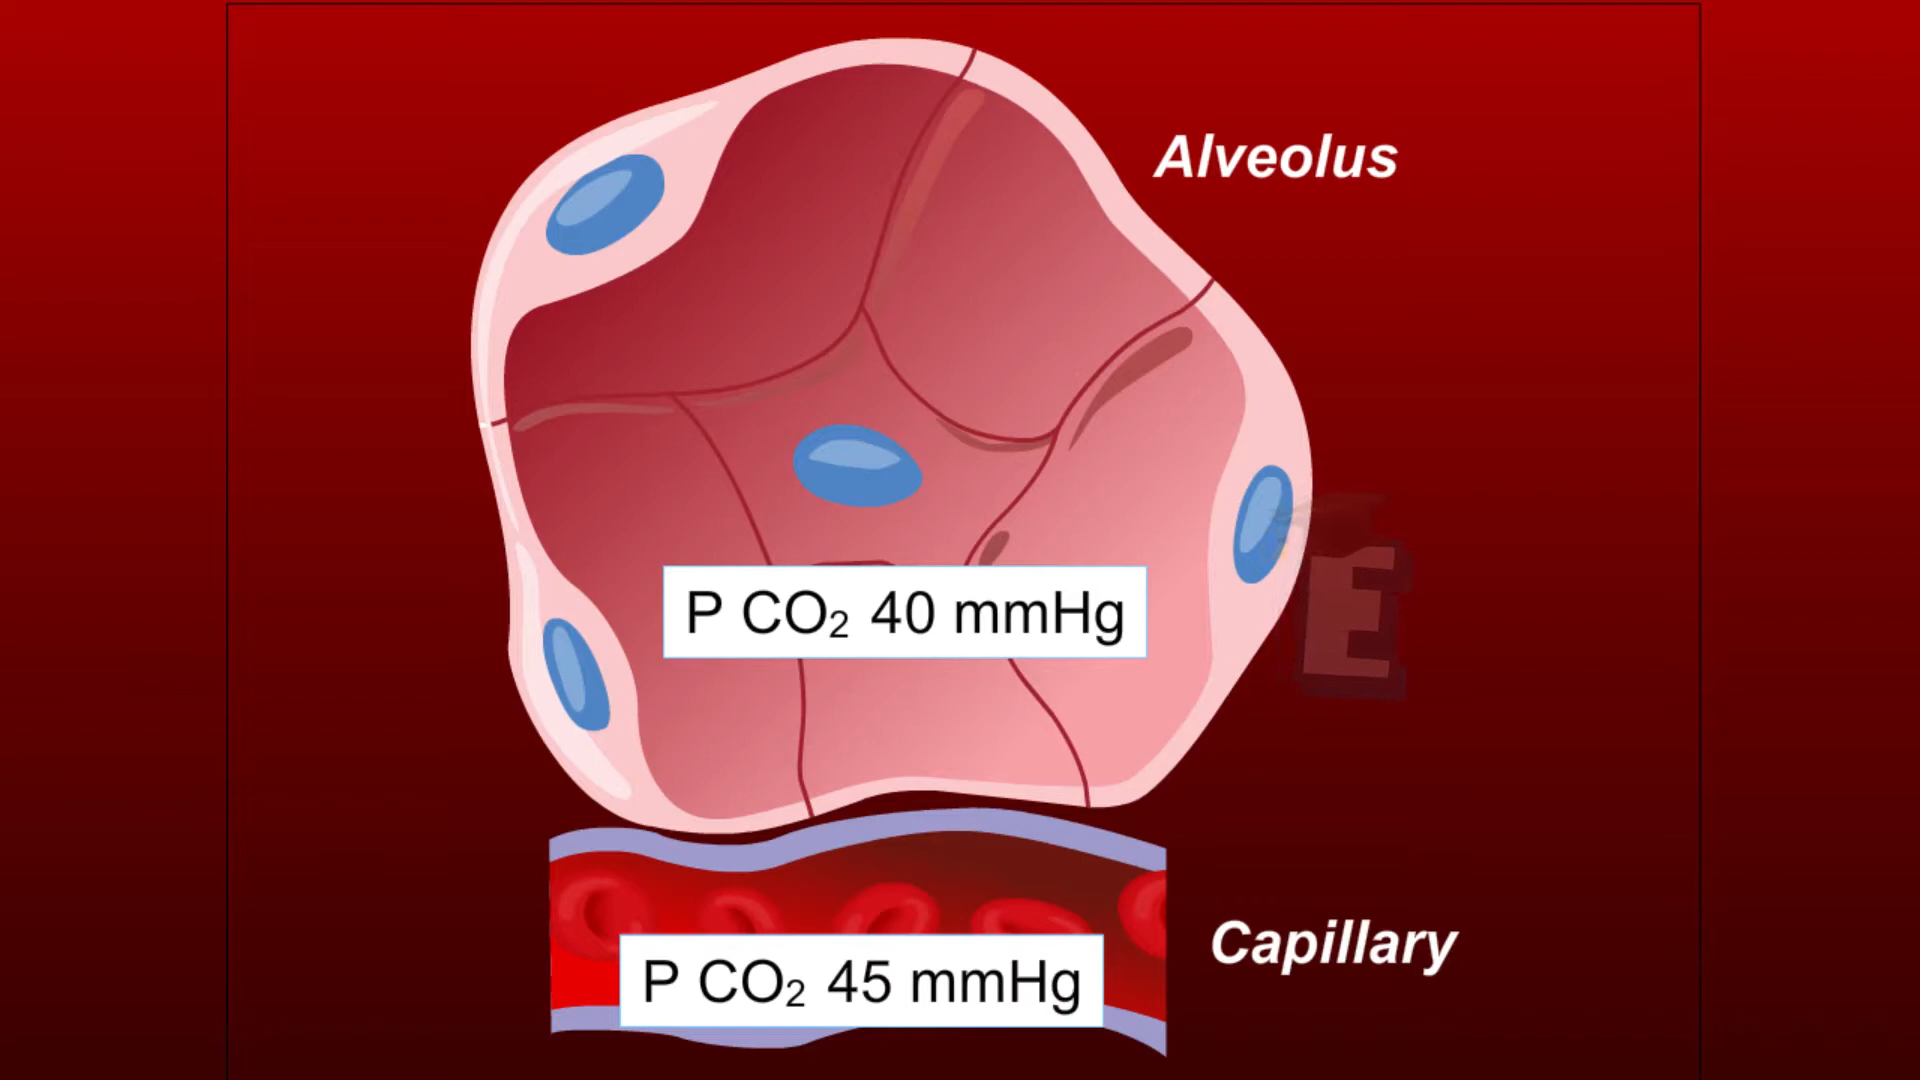 Alveolus
P CO₂ 40 mmHg
E
Capillary
P CO₂ 45 mmHg